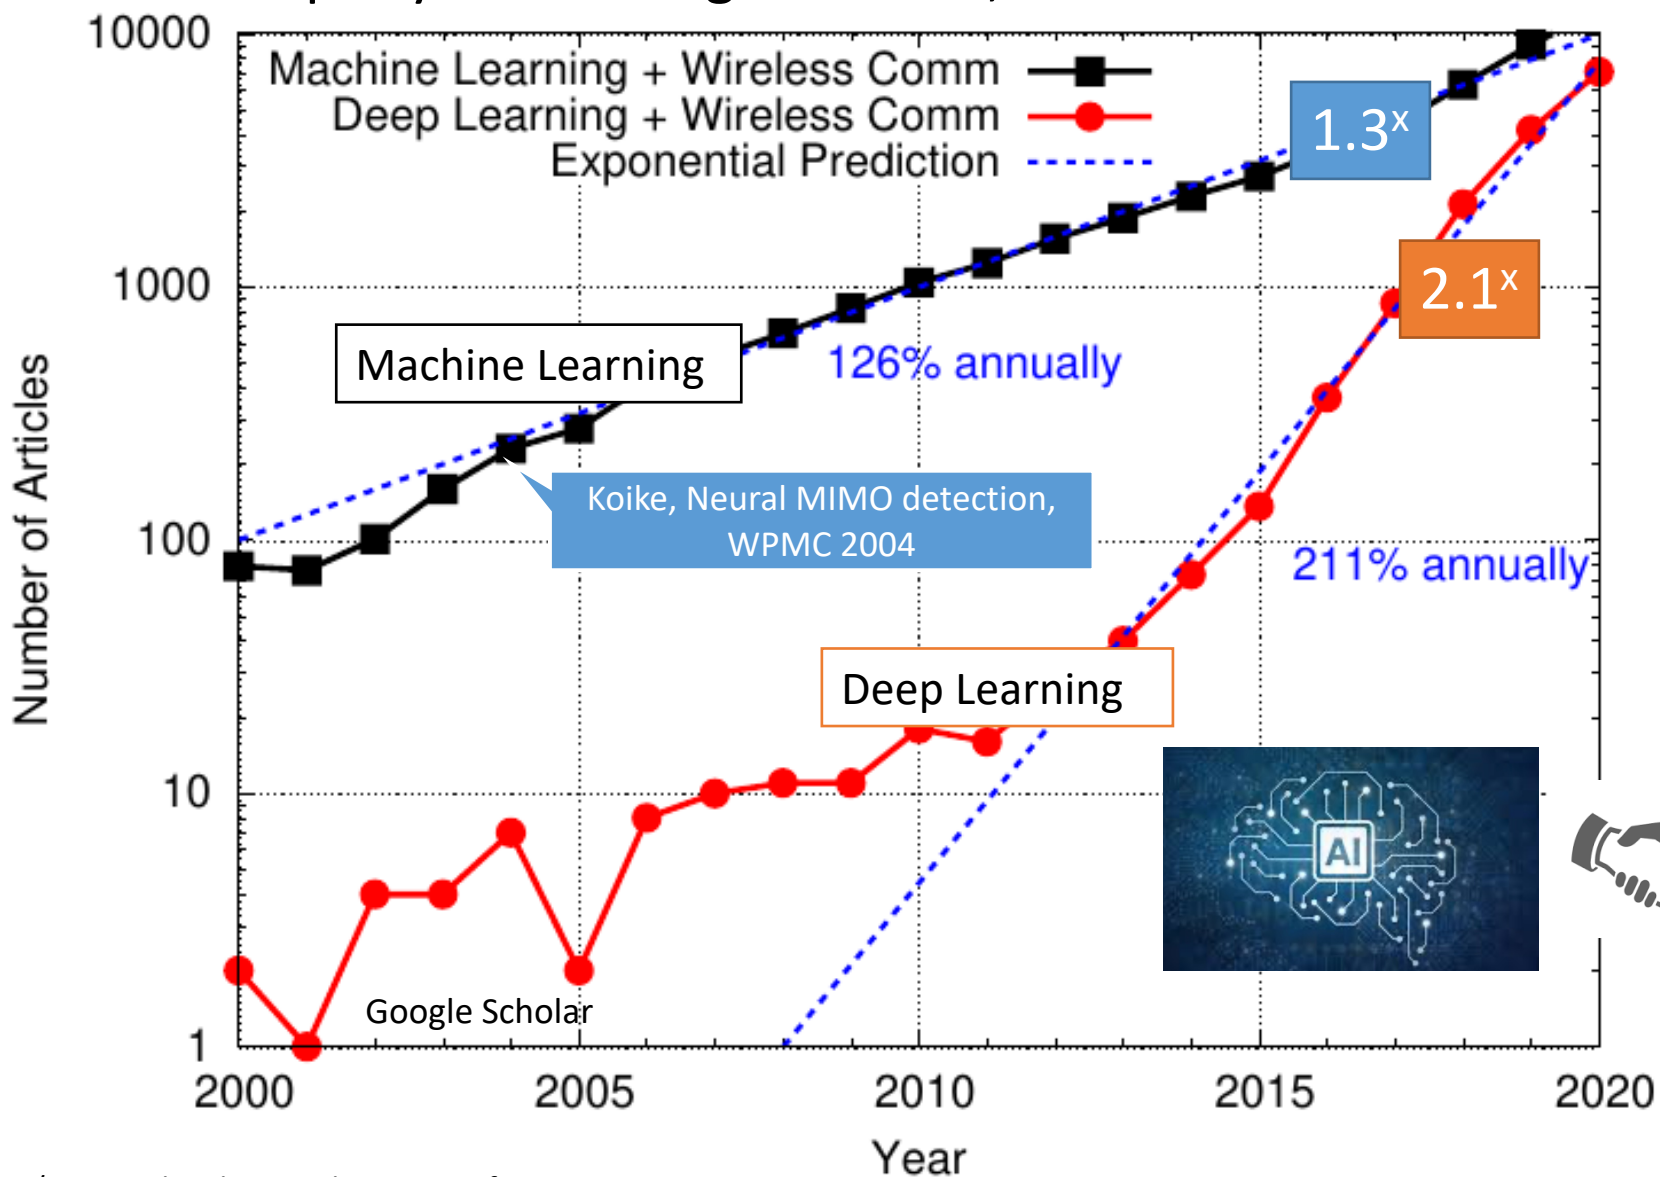 10000
Machine Learning + Wireless Comm
Deep Learning + Wireless Comm
Exponential Prediction
1.3x
2.1x
1000
Machine Learning
126% annually
Koike, Neural MIMO detection,
WPMC 2004
100
211% annually
Deep Learning
10
AI
Google Scholar
1
2000 2005 2010 2015 2020
Year
Number of Articles